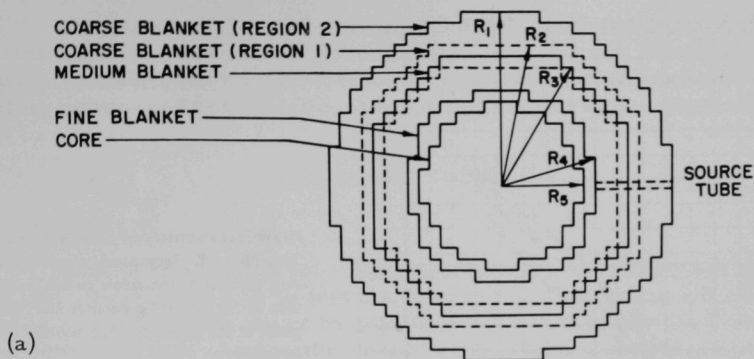 COARSE BLANKET (REGION 2)
COARSE BLANKET (REGION 1)
MEDIUM BLANKET
FINE BLANKET
CORE
R1
R2
R3
R4
R5
SOURCE
TUBE
(a)